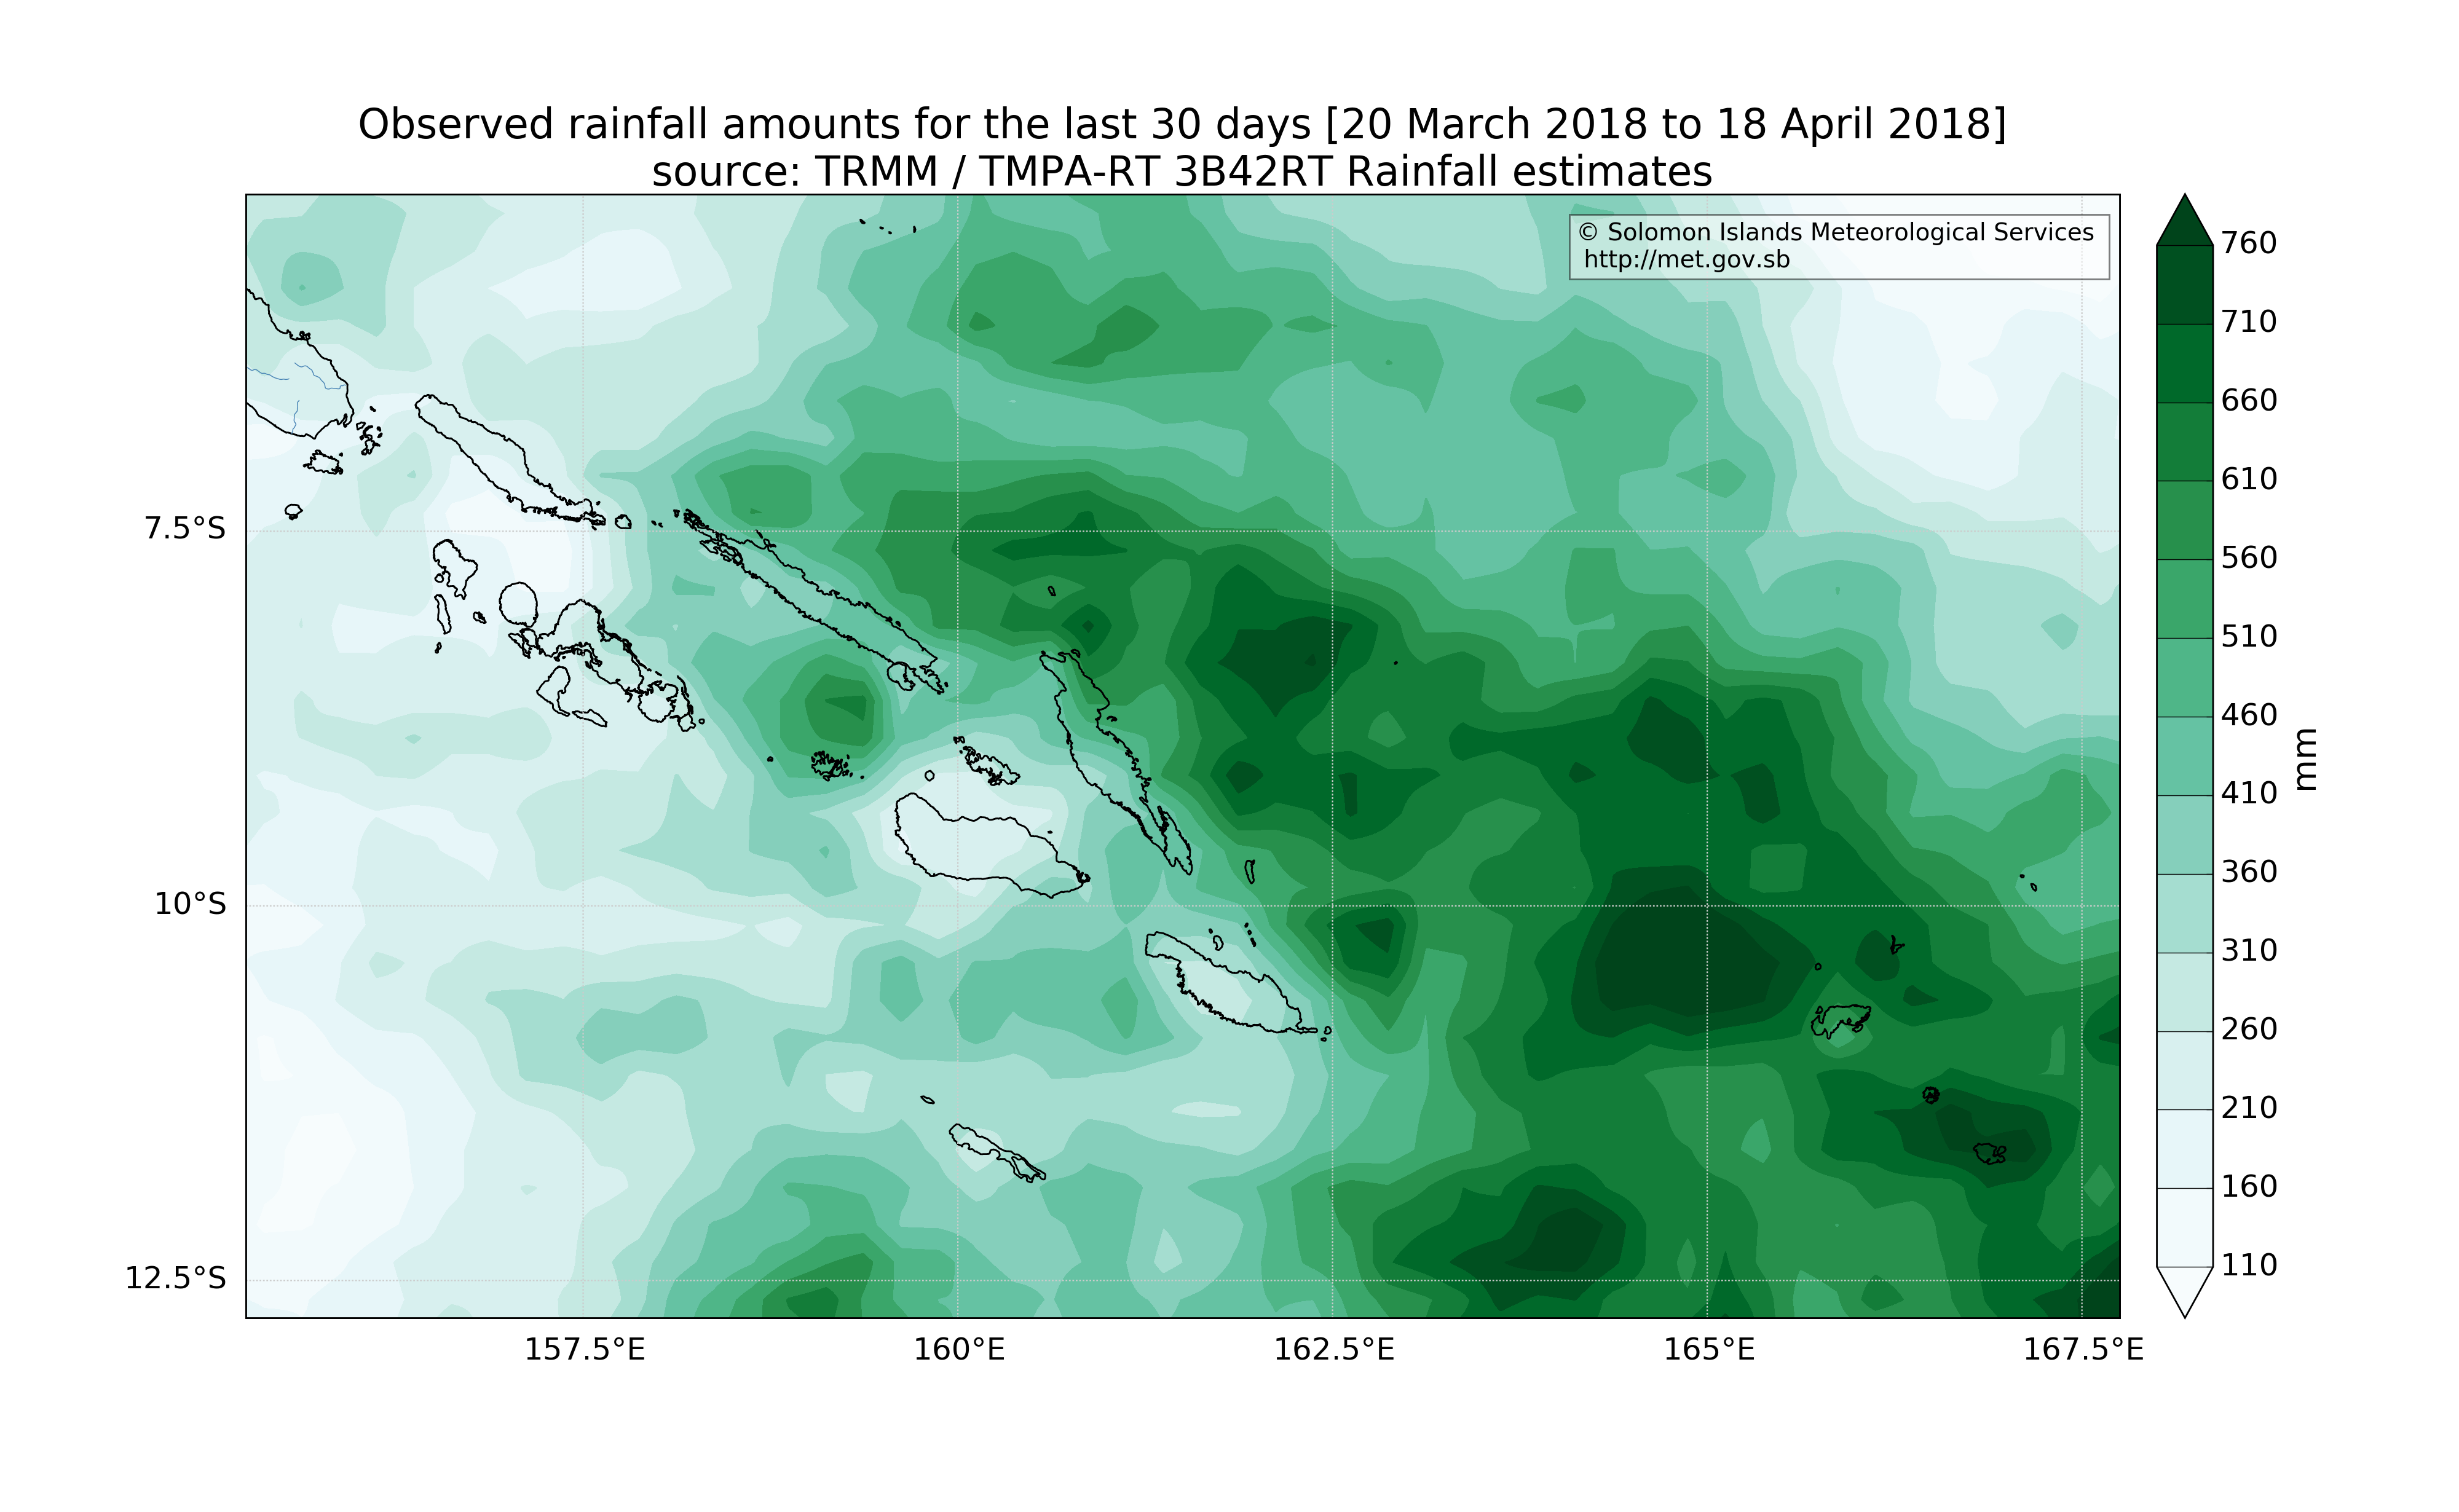 Observed rainfall amounts for the last 30 days [20 March 2018 to 18 April 2018]
source: TRMM / TMPA-RT 3B42RT Rainfall estimates
© Solomon Islands Meteorological Services
http://met.gov.sb
7.5°S
10°S
12.5°S
157.5°E
160°E
162.5°E
165°E
167.5°E
760
710
660
610
560
510
460
410
360
310
260
210
160
110
mm